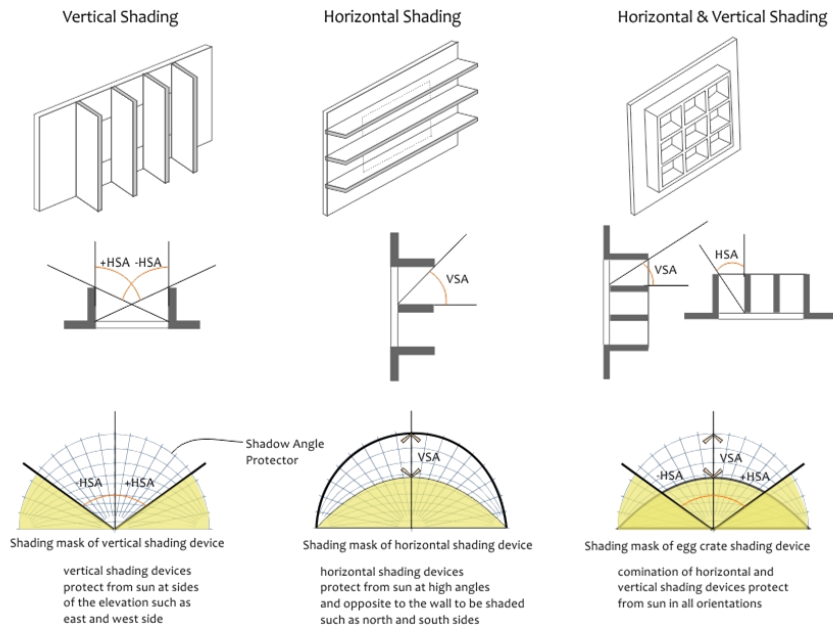 Vertical Shading
Horizontal Shading
Horizontal & Vertical Shading
+HSA -HSA
VSA
VSA
HSA
-HSA +HSA
Shadow Angle
Protector
VSA
-HSA
VSA
+HSA
Shading mask of vertical shading device
Shading mask of horizontal shading device
Shading mask of egg crate shading device
vertical shading devices
protect from sun at sides
of the elevation such as
east and west side
horizontal shading devices
protect from sun at high angles
and opposite to the wall to be shaded
such as north and south sides
comination of horizontal and
vertical shading devices protect
from sun in all orientations